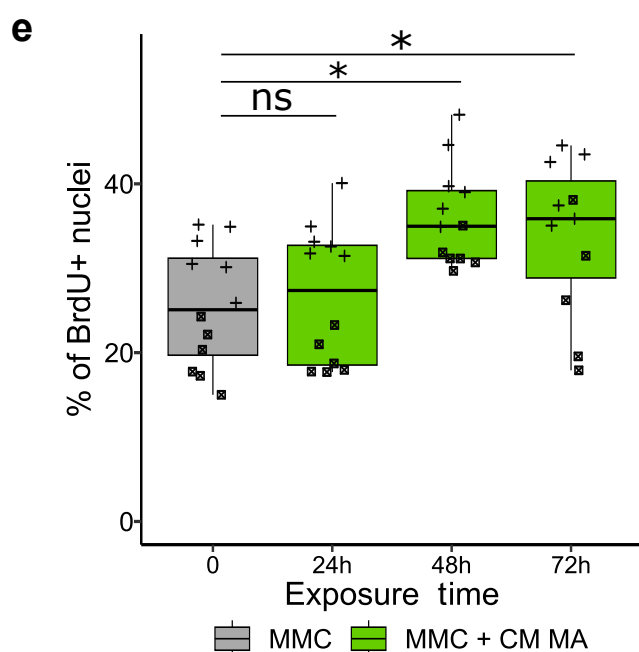 e
*
*
ns
% of BrdU+ nuclei
40
20
0
0 24h 48h 72h
Exposure time
MMC MMC + CM MA